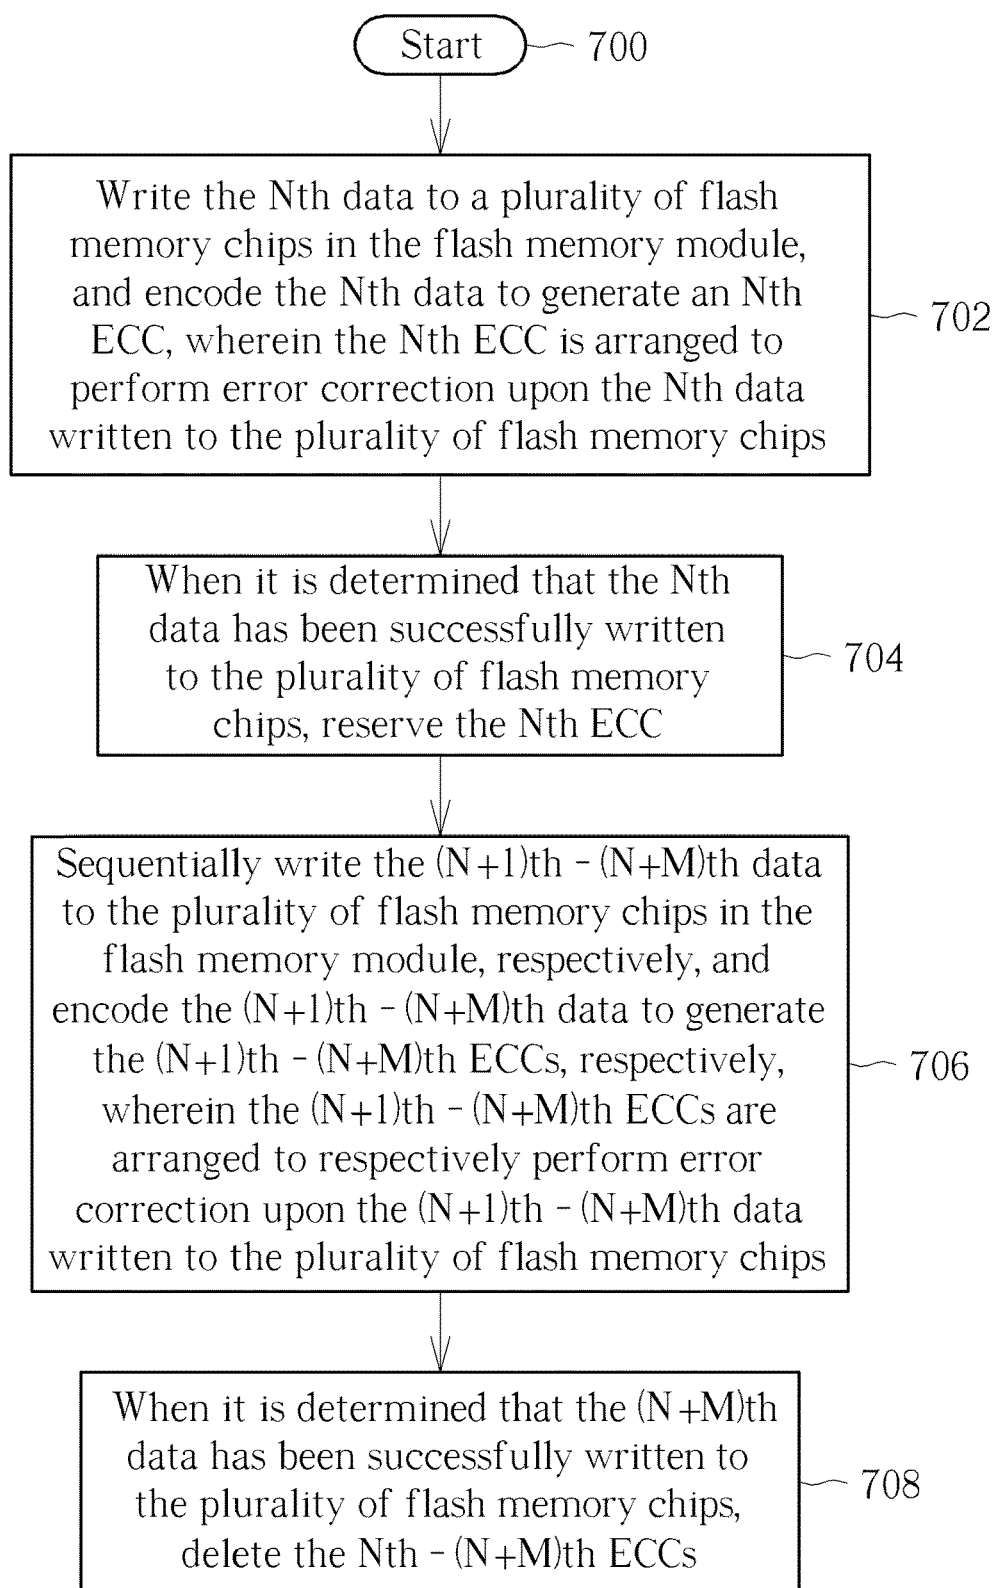 Start
700
Write the Nth data to a plurality of flash
memory chips in the flash memory module,
and encode the Nth data to generate an Nth
ECC, wherein the Nth ECC is arranged to
perform error correction upon the Nth data
written to the plurality of flash memory chips
702
When it is determined that the Nth
data has been successfully written
to the plurality of flash memory
chips, reserve the Nth ECC
704
Sequentially write the (N+1)th - (N+M)th data
to the plurality of flash memory chips in the
flash memory module, respectively, and
encode the (N+1)th - (N+M)th data to generate
the (N+1)th - (N+M)th ECCs, respectively,
wherein the (N+1)th - (N+M)th ECCs are
arranged to respectively perform error
correction upon the (N+1)th - (N+M)th data
written to the plurality of flash memory chips
706
When it is determined that the (N+M)th
data has been successfully written to
the plurality of flash memory chips,
delete the Nth - (N+M)th ECCs
708